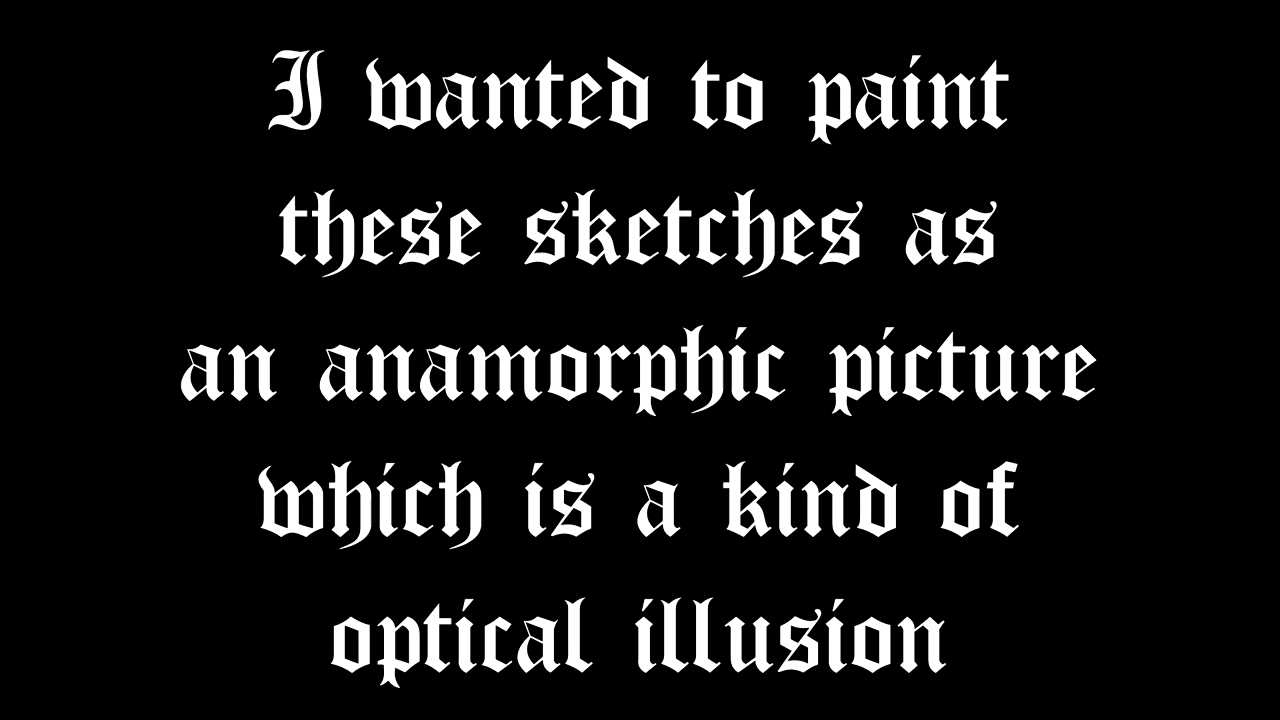 I wanted to paint
these sketches as
an anamorphic picture
which is a kind of
optical illusion